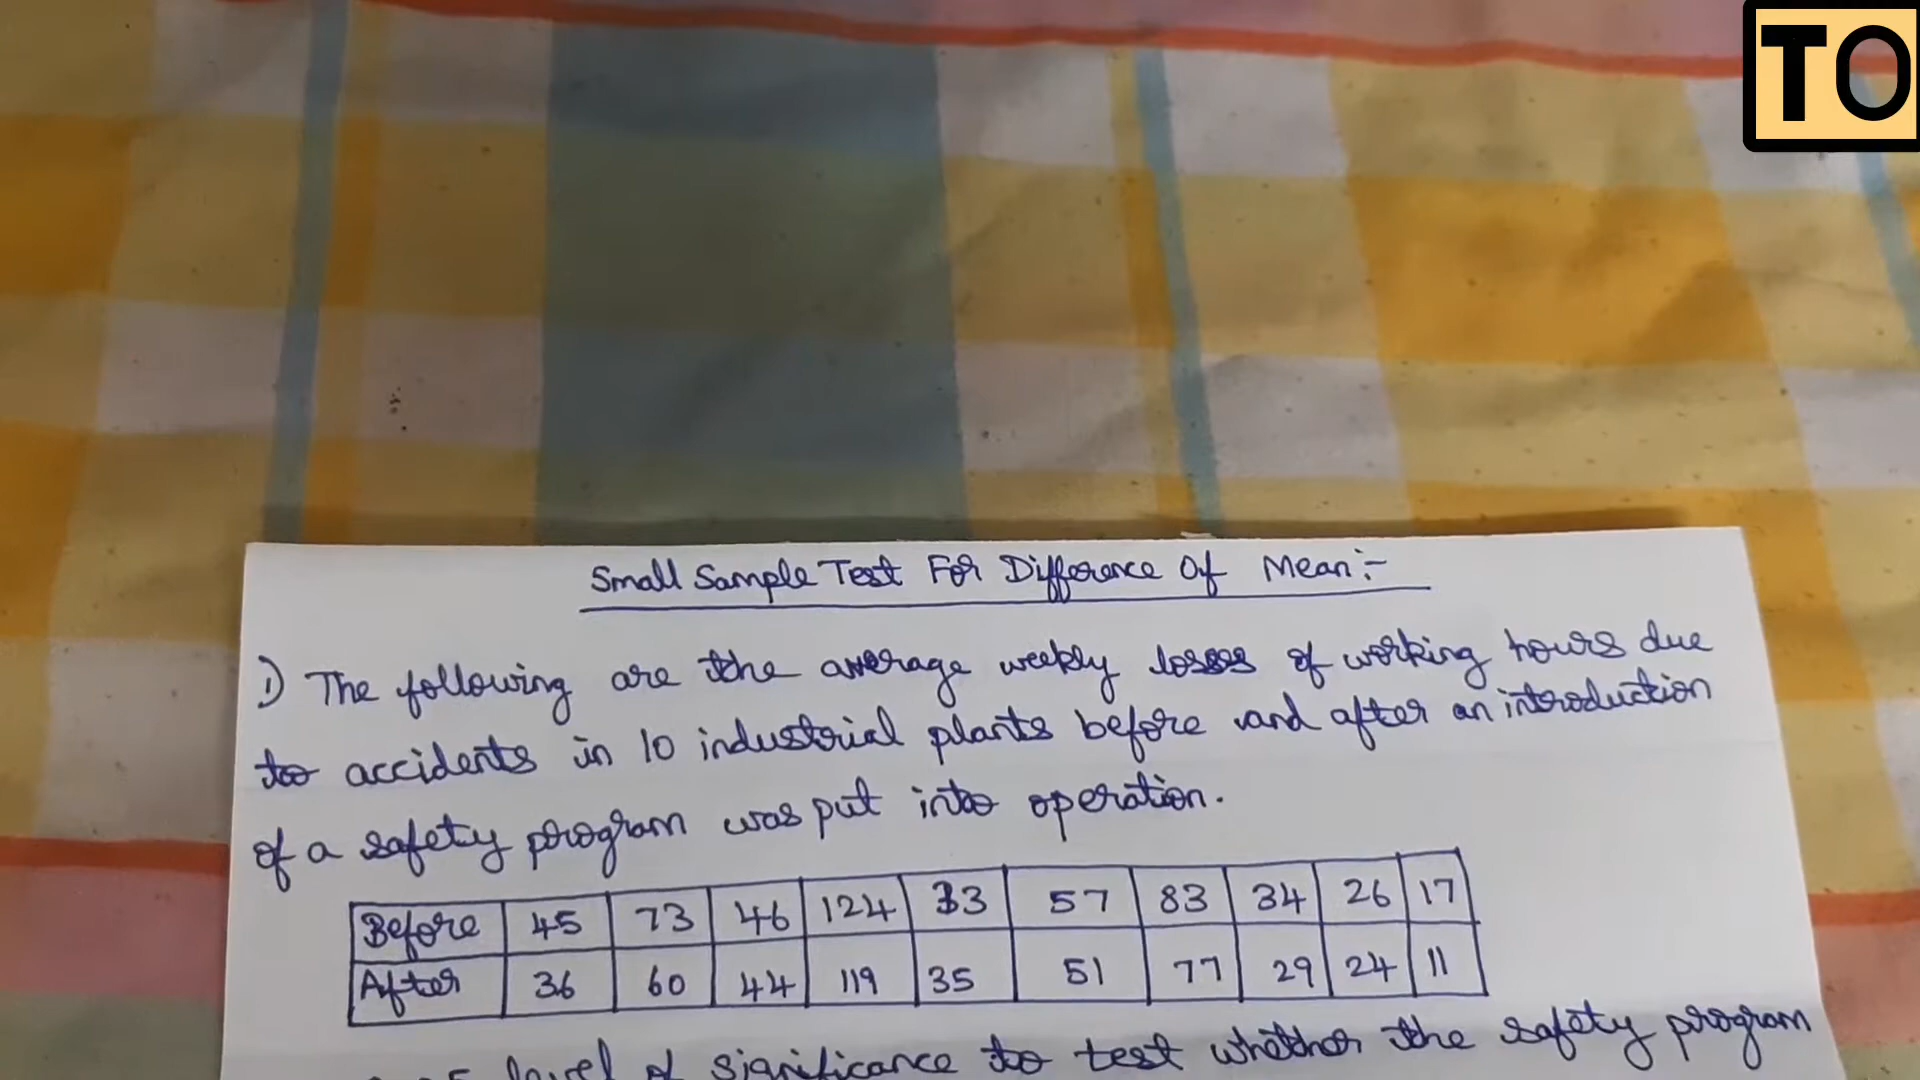 TO
Small Sample Test For Difference Of Mean:-
1) The following are the average weekly losses of working hours due
to accidents in 10 industrial plants before and after an introduction
of a safety program was put into operation.
Before 45 73 46 124 33 57 83 34 26 17
After 36 60 44 119 35 51 77 29 24 11
level of significance to test whether the safety program